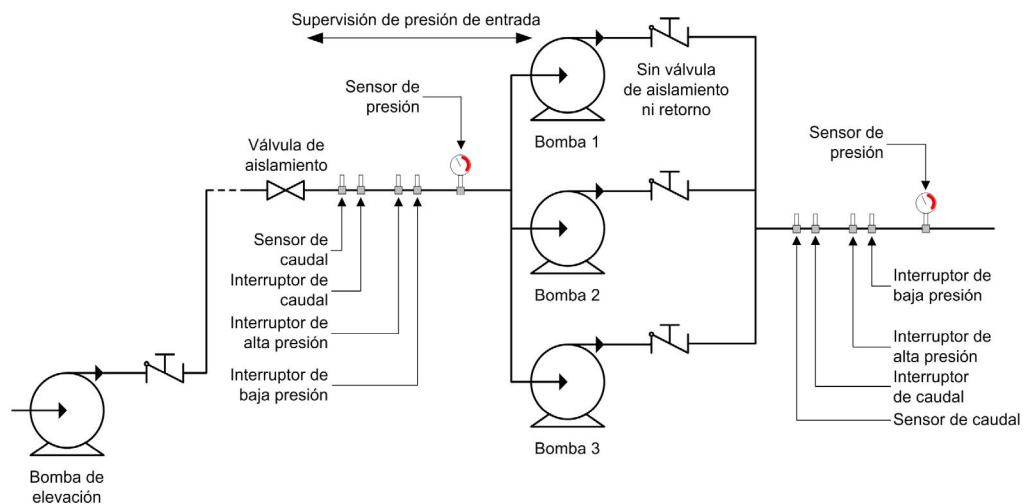 Supervisión de presión de entrada
Sensor de
presión
Válvula de
aislamiento
Sin válvula
de aislamiento
ni retorno
Bomba 1
Sensor de
presión
Sensor de
caudal
Interruptor de
caudal
Interruptor de
alta presión
Interruptor de
baja presión
Bomba 2
Interruptor de
baja presión
Interruptor de
alta presión
Interruptor
de caudal
Sensor de caudal
Bomba 3
Bomba de
elevación